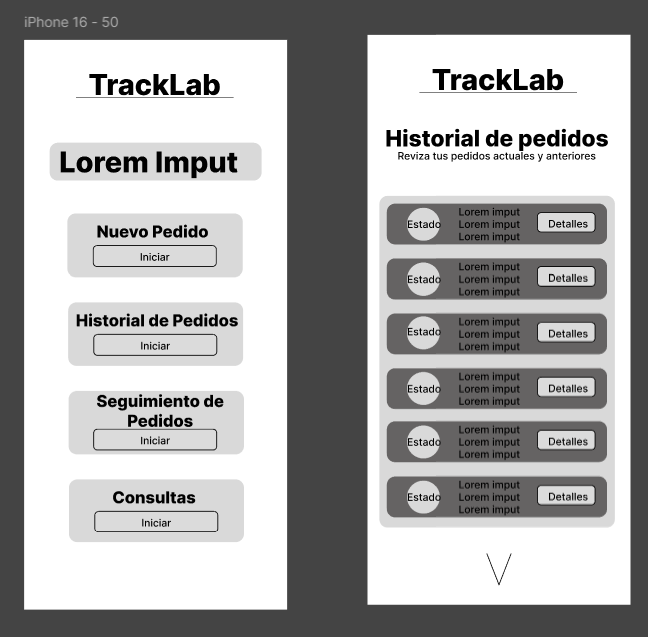 iPhone 16 - 50
TrackLab
Lorem Imput
Nuevo Pedido
Iniciar
Historial de Pedidos
Iniciar
Seguimiento de
Pedidos
Iniciar
Consultas
Iniciar
TrackLab
Historial de pedidos
Reviza tus pedidos actuales y anteriores
Estado
Lorem imput
Lorem imput
Lorem imput
Detalles
Estado
Lorem imput
Lorem imput
Lorem imput
Detalles
Estado
Lorem imput
Lorem imput
Lorem imput
Detalles
Estado
Lorem imput
Lorem imput
Lorem imput
Detalles
Estado
Lorem imput
Lorem imput
Lorem imput
Detalles
Estado
Lorem imput
Lorem imput
Lorem imput
Detalles